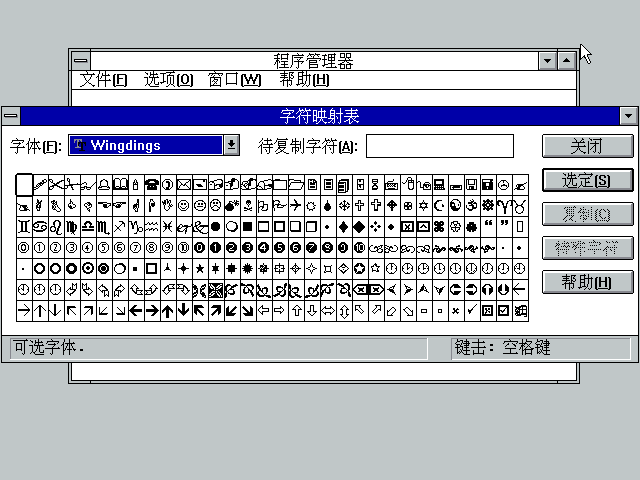 程序管理器
文件(F) 选项(O) 窗口(W) 帮助(H)
字符映射表
字体(F): Wingdings 待复制字符(A): 关闭
选定(S)
复制(C)
特殊字符
帮助(H)
可选字体. 键击: 空格键